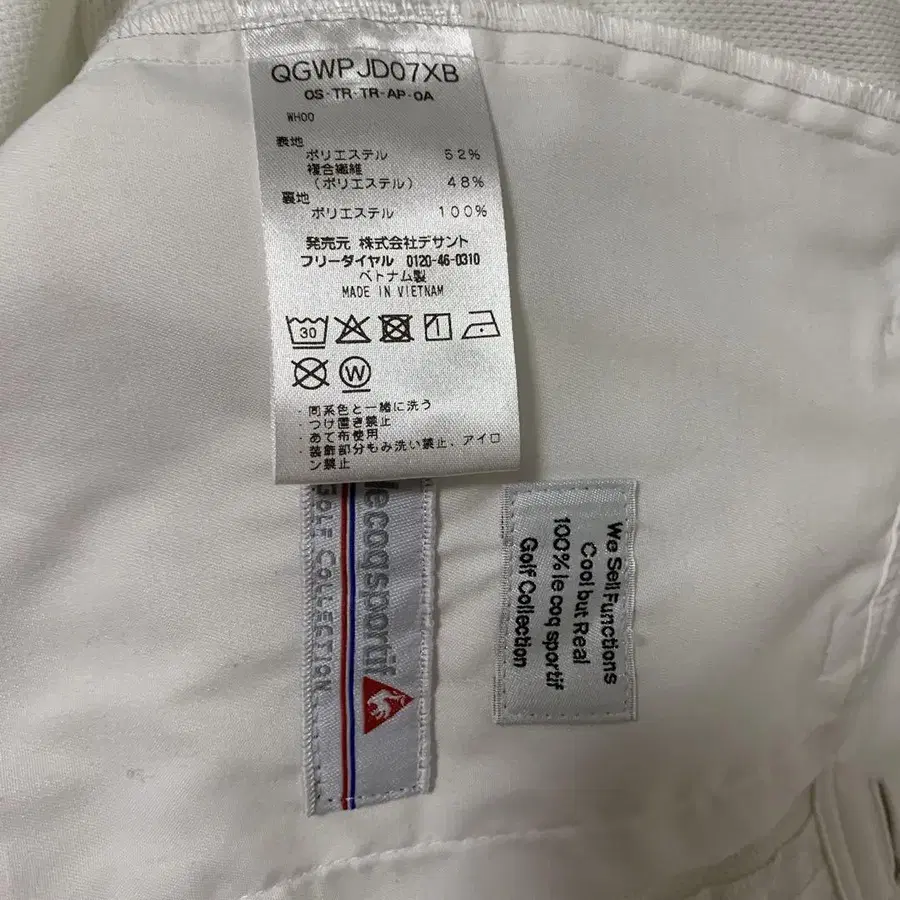 QGWPJD07XB
OS-TR-TR-AP-OA
WH00
表地
ポリエステル 52%
複合繊維
(ポリエステル) 48%
裏地
ポリエステル 100%
発売元 株式会社デサント
フリーダイヤル 0120-46-0310
ベトナム製
MADE IN VIETNAM
30
W
・同系色と一緒に洗う
・つけ置き禁止
・あて布使用
・装飾部分もみ洗い禁止、アイロ
ン禁止
lecoqsportif
GOLF COLLECTION
We Sell Functions
Cool but Real
100% le coq sportif
Golf Collection